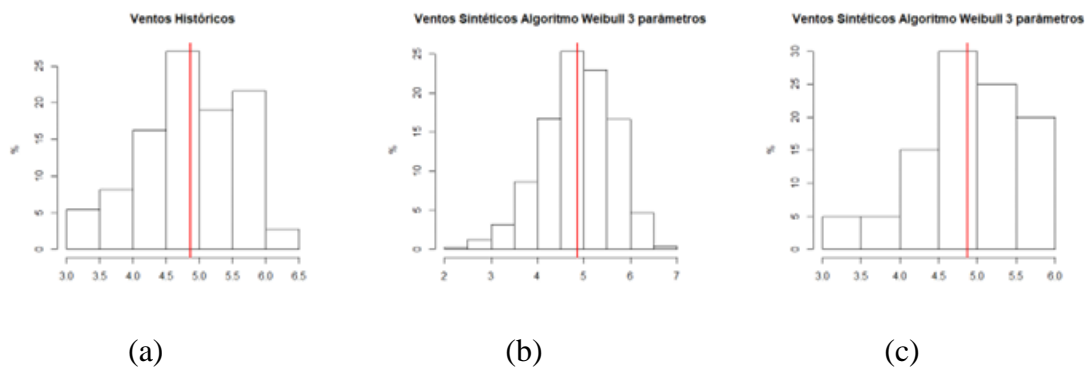 Ventos Históricos
%
0 5 10 15 20 25
3.0 3.5 4.0 4.5 5.0 5.5 6.0 6.5
(a)
Ventos Sintéticos Algoritmo Weibull 3 parâmetros
%
0 5 10 15 20 25
2 3 4 5 6 7
(b)
Ventos Sintéticos Algoritmo Weibull 3 parâmetros
%
0 5 10 15 20 25 30
3.0 3.5 4.0 4.5 5.0 5.5 6.0
(c)